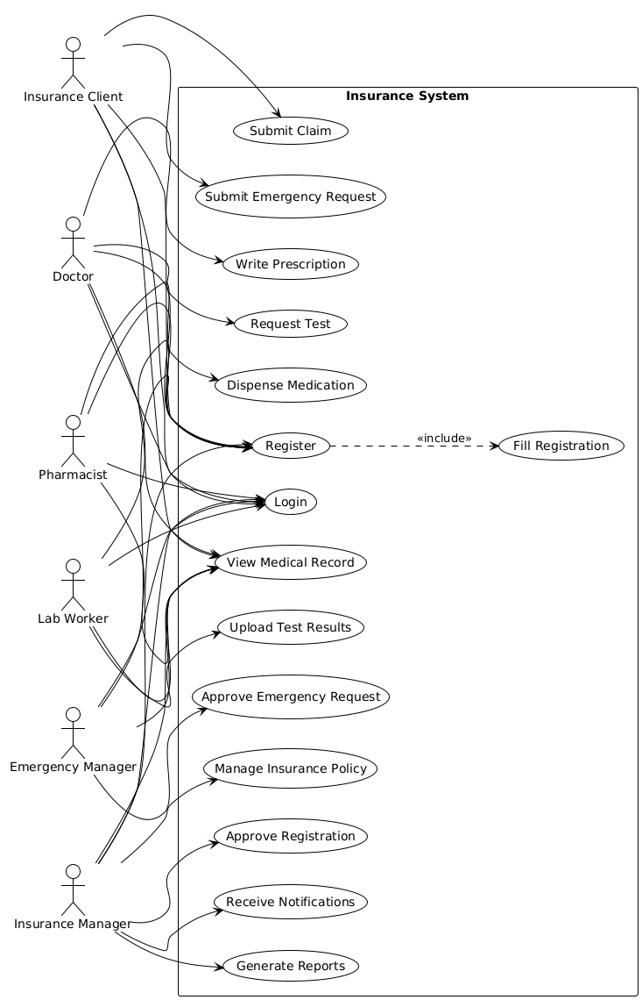 Insurance System
Insurance Client
Submit Claim
Submit Emergency Request
Write Prescription
Doctor
Request Test
Dispense Medication
«include»
Register
Fill Registration
Pharmacist
Login
View Medical Record
Lab Worker
Upload Test Results
Approve Emergency Request
Emergency Manager
Manage Insurance Policy
Approve Registration
Receive Notifications
Insurance Manager
Generate Reports